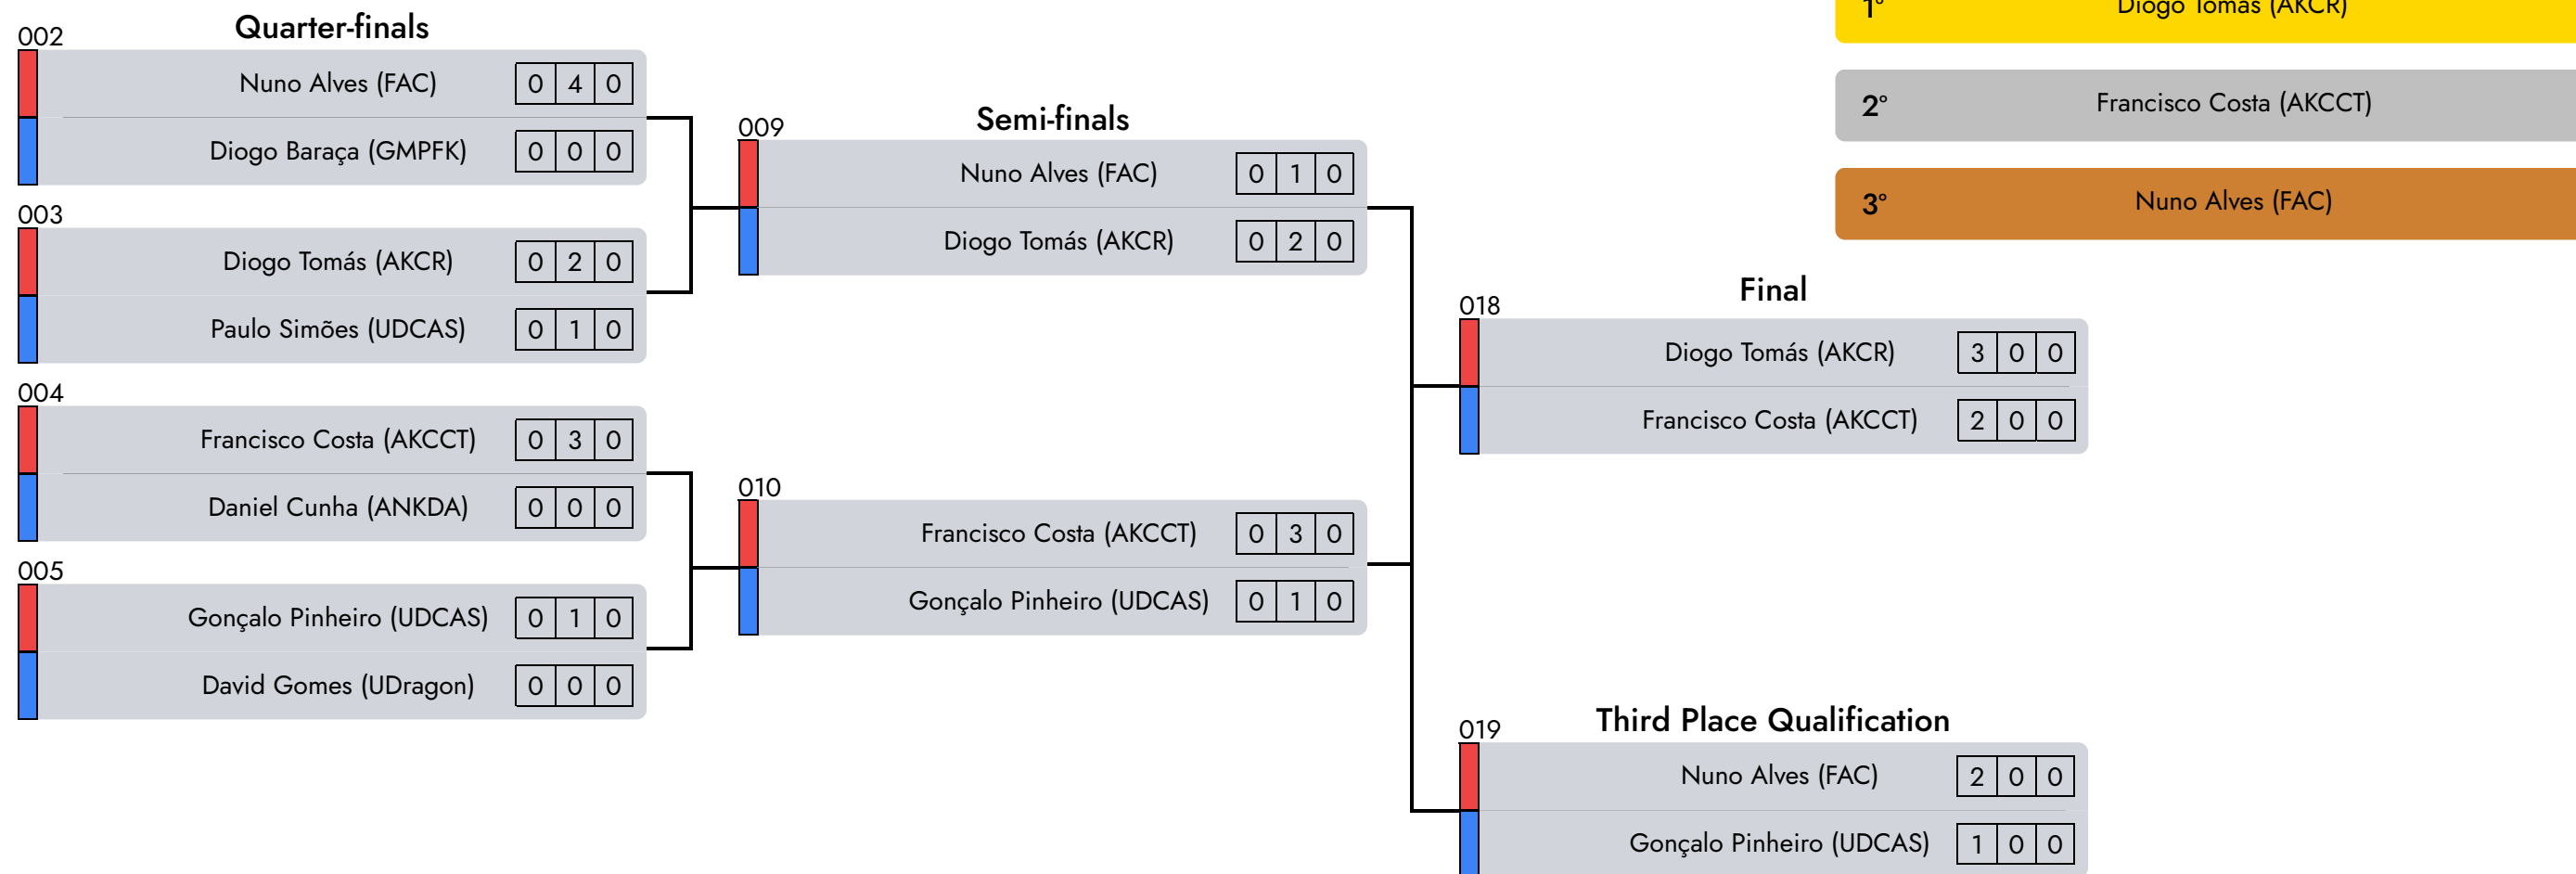 Quarter-finals
002
Nuno Alves (FAC) 0 4 0
Diogo Baraça (GMPFK) 0 0 0
003
Diogo Tomás (AKCR) 0 2 0
Paulo Simões (UDCAS) 0 1 0
004
Francisco Costa (AKCCT) 0 3 0
Daniel Cunha (ANKDA) 0 0 0
005
Gonçalo Pinheiro (UDCAS) 0 1 0
David Gomes (UDragon) 0 0 0
Semi-finals
009
Nuno Alves (FAC) 0 1 0
Diogo Tomás (AKCR) 0 2 0
010
Francisco Costa (AKCCT) 0 3 0
Gonçalo Pinheiro (UDCAS) 0 1 0
1° Diogo Tomás (AKCR)
2° Francisco Costa (AKCCT)
3° Nuno Alves (FAC)
Final
018
Diogo Tomás (AKCR) 3 0 0
Francisco Costa (AKCCT) 2 0 0
Third Place Qualification
019
Nuno Alves (FAC) 2 0 0
Gonçalo Pinheiro (UDCAS) 1 0 0